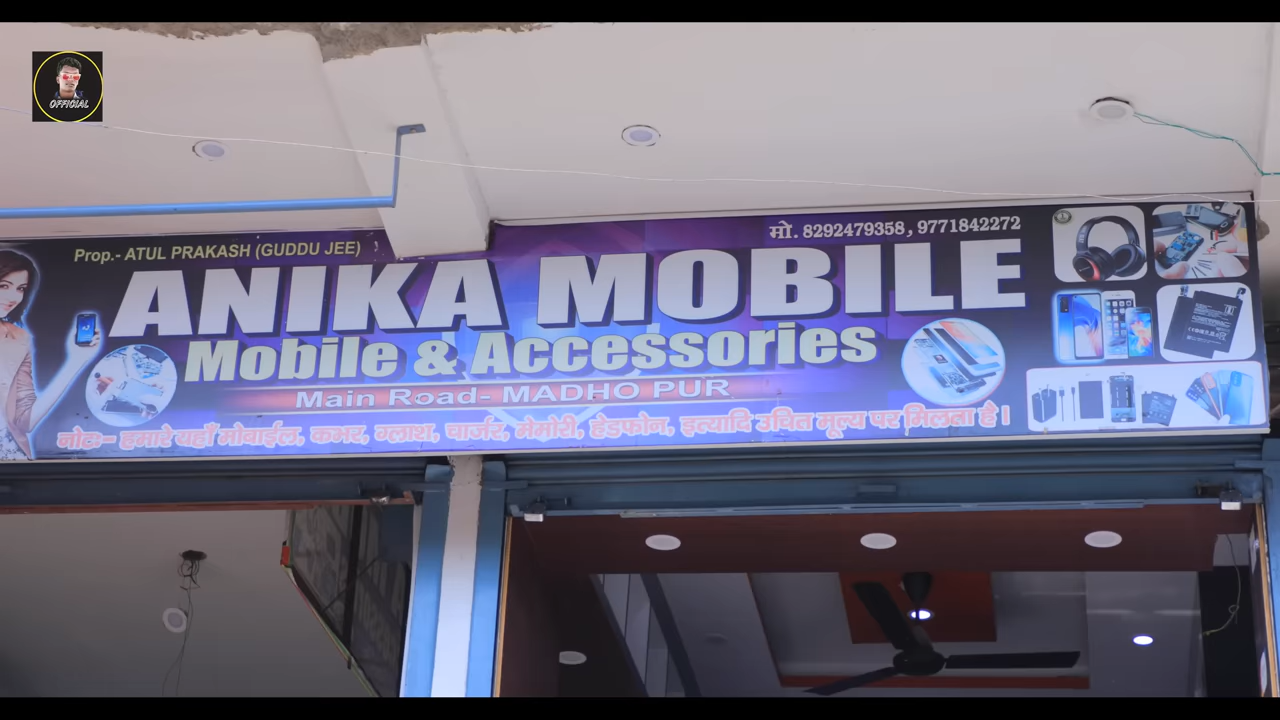 OFFICIAL
Prop.- ATUL PRAKASH (GUDDU JEE)
मो. 8292479358, 9771842272
ANIKA MOBILE
Mobile & Accessories
Main Road- MADHO PUR
नोटः- हमारे यहाँ मोबाईल, कभर, ग्लाश, चार्जर, मेमोरी, हेडफोन, इत्यादि उचित मूल्य पर मिलता है।